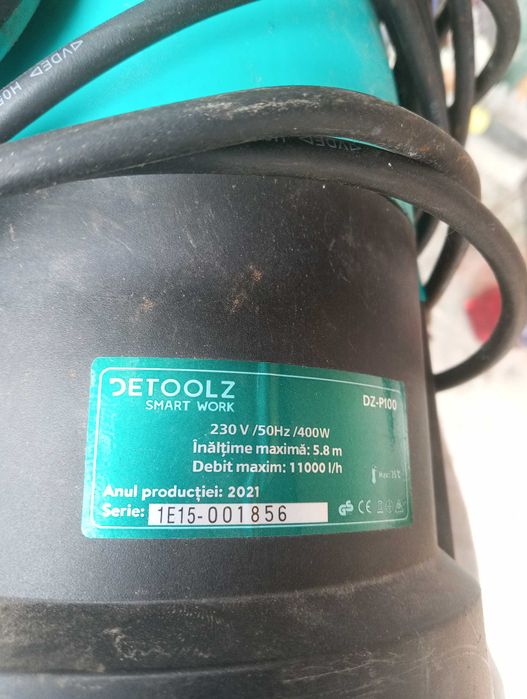 DETOOLZ
SMART WORK
DZ-P100
230 V /50Hz /400W
Înălțime maximă: 5.8 m
Debit maxim: 11000 l/h
Anul producției: 2021
Serie: 1E15-001856
CE